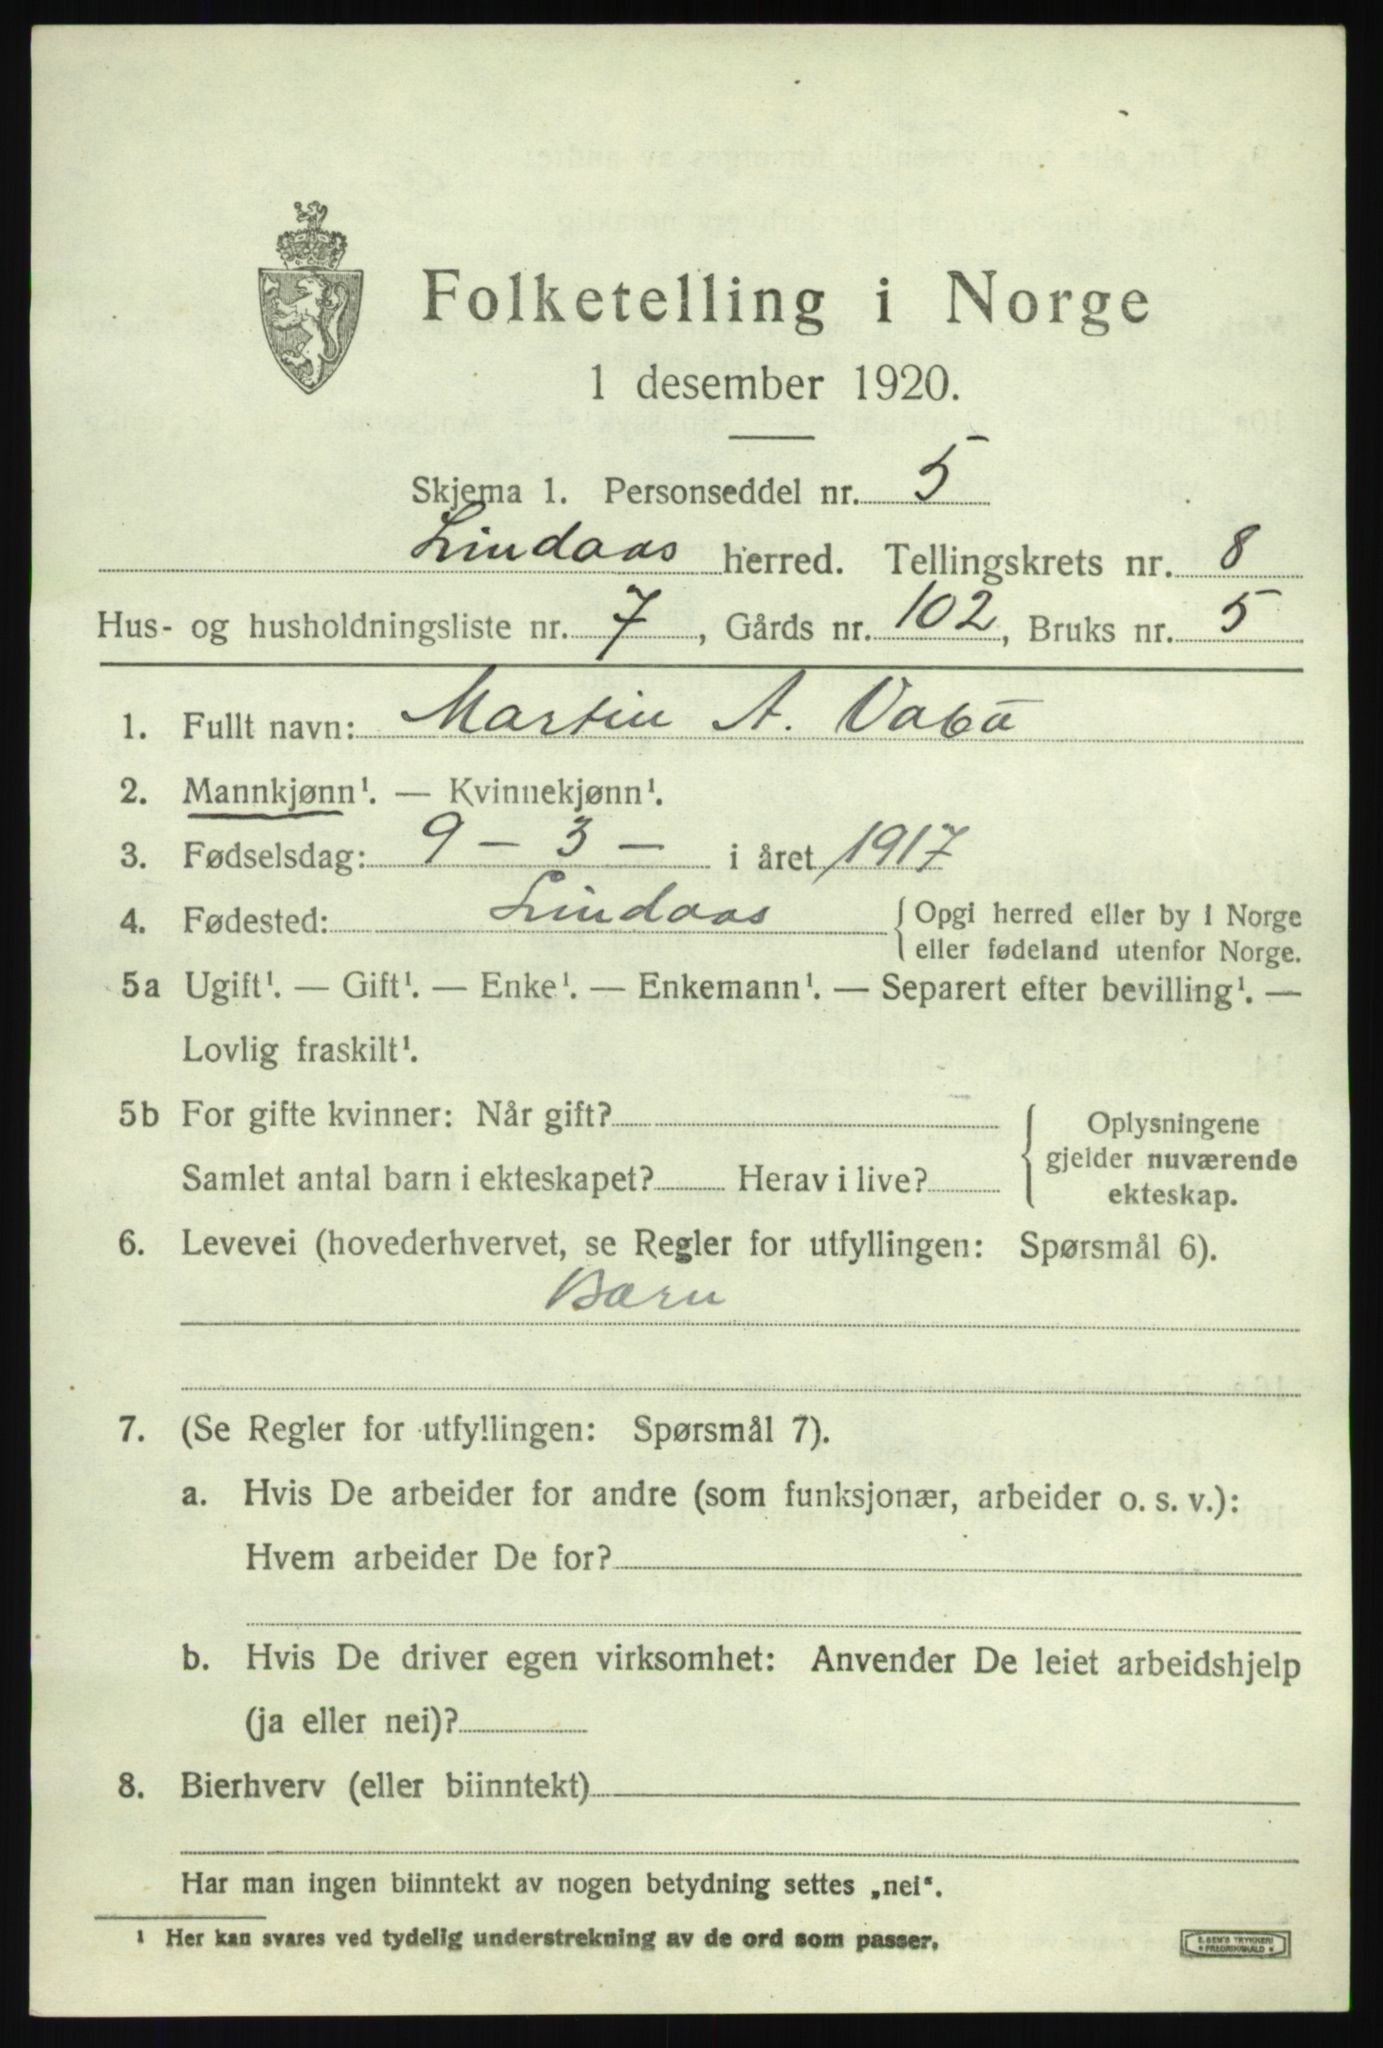 Folketelling i Norge
1 desember 1920.
Skjema 1. Personseddel nr. 5
Lindaas herred. Tellingskrets nr. 8
Hus- og husholdningsliste nr. 7, Gårds nr. 102, Bruks nr. 5
1. Fullt navn: Martin A. Vabö
2. Mannkjønn¹. — Kvinnekjønn¹.
3. Fødselsdag: 9 – 3 – i året 1917
4. Fødested: Lindaas { Opgi herred eller by i Norge
eller fødeland utenfor Norge.
5a Ugift¹. — Gift¹. — Enke¹. — Enkemann¹. — Separert efter bevilling¹. —
Lovlig fraskilt¹.
5b For gifte kvinner: Når gift?
Samlet antal barn i ekteskapet? Herav i live?
{ Oplysningene
gjelder nuværende
ekteskap.
6. Levevei (hovederhvervet, se Regler for utfyllingen: Spørsmål 6).
Barn
7. (Se Regler for utfyllingen: Spørsmål 7).
a. Hvis De arbeider for andre (som funksjonær, arbeider o. s. v.):
Hvem arbeider De for?
b. Hvis De driver egen virksomhet: Anvender De leiet arbeidshjelp
(ja eller nei)?
8. Bierhverv (eller biinntekt)
Har man ingen biinntekt av nogen betydning settes „nei“.
¹ Her kan svares ved tydelig understrekning av de ord som passer.
E. SEM'S TRYKKERI
FREDRIKSHALD